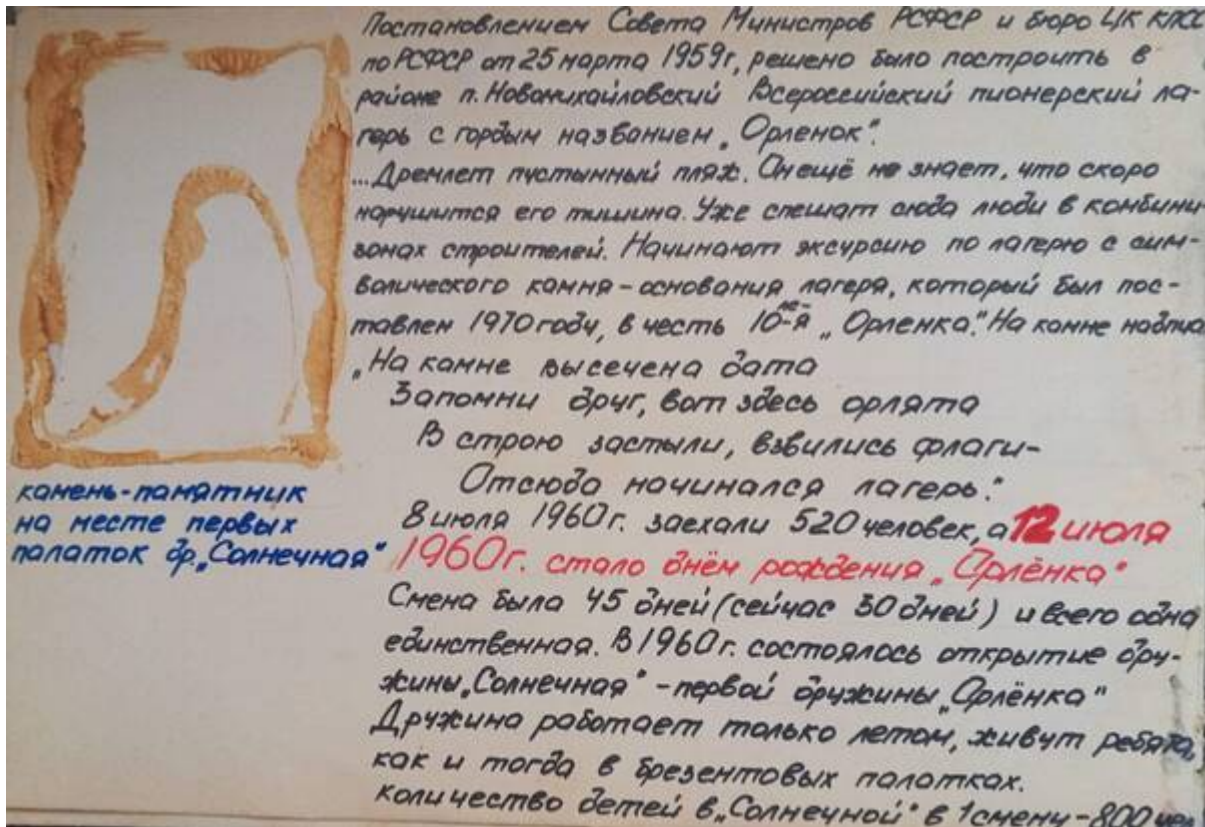 Постановлением Совета Министров РСФСР и бюро ЦК КПСС
по РСФСР от 25 марта 1959г, решено было построить в
районе п. Новомихайловский Всероссийский пионерский ла-
герь с гордым названием „Орленок".
...Дремлет пустынный пляж. Он ещё не знает, что скоро
нарушится его тишина. Уже спешат сюда люди в комбини-
зонах строителей. Начинают экскурсию по лагерю с сим-
волического камня-основания лагеря, который был пос-
тавлен 1970году, в честь 10-ле-я „Орленка". На камне
„На камне высечена дата
Запомни друг, вот здесь орлята
В строю застыли, взвились флаги-
Отсюда начинался лагерь."
8 июля 1960г. заехали 520 человек, а 12 июля
1960г. стало днём рождения „Орлёнка"
Смена была 45 дней (сейчас 30 дней) и всего одна
единственная. В 1960г. состоялось открытие дру-
жины „Солнечная" - первой дружины „Орлёнка"
Дружина работает только летом, живут ребята,
как и тогда в брезентовых палатках.
количество детей в „Солнечной" в 1 смену - 800 чел
камень-памятник
на месте первых
палаток др. „Солнечная"